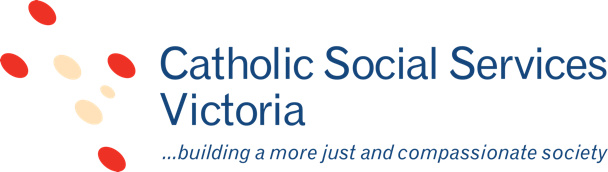 Catholic Social Services
Victoria
...building a more just and compassionate society